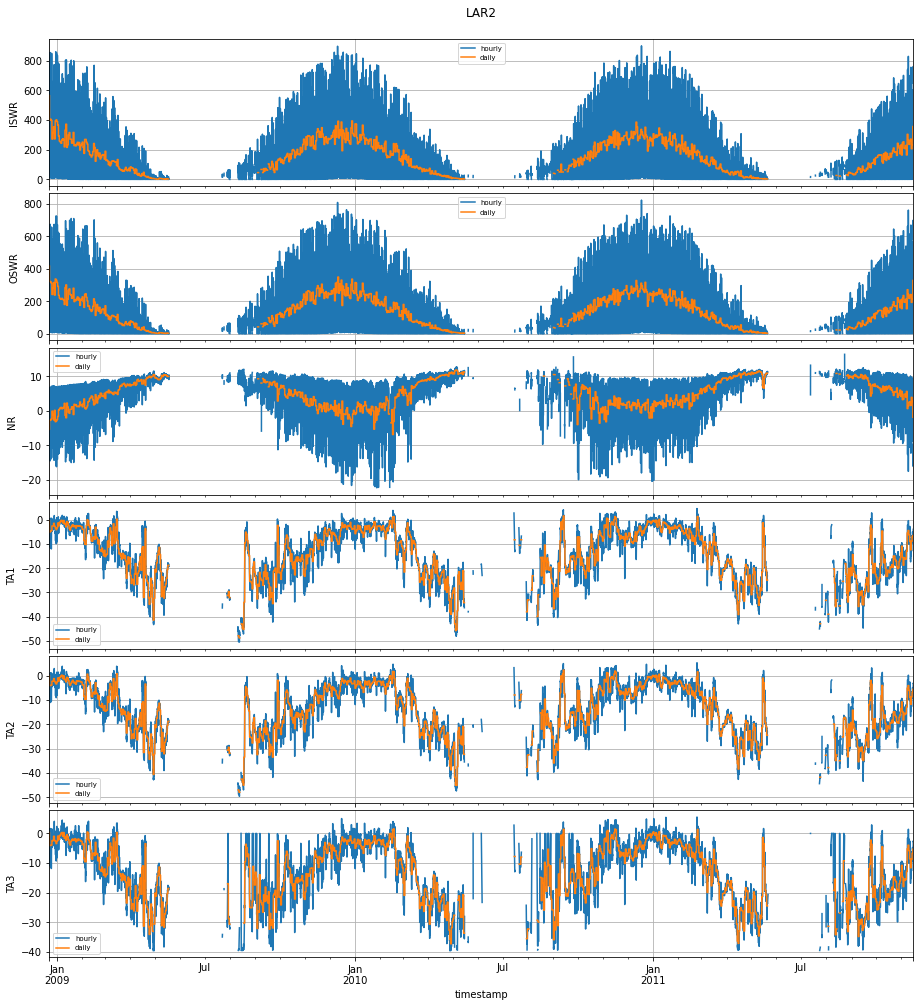 LAR2
800
600
400
200
0
ISWR
hourly
daily
800
600
400
200
0
OSWR
hourly
daily
10
0
−10
−20
NR
hourly
daily
0
−10
−20
−30
−40
−50
TA1
hourly
daily
0
−10
−20
−30
−40
−50
TA2
hourly
daily
0
−10
−20
−30
−40
TA3
hourly
daily
Jan Jul Jan Jul Jan Jul
2009 2010 2011
timestamp